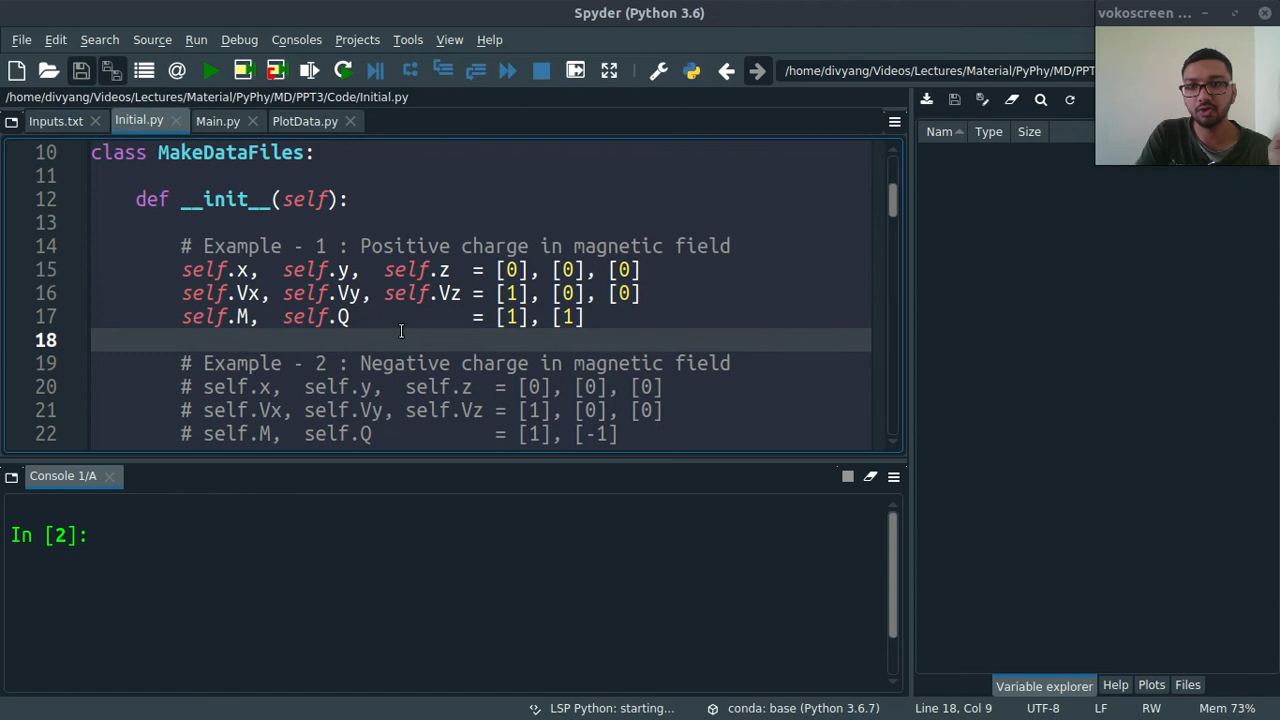 Spyder (Python 3.6)
vokoscreen ...
File Edit Search Source Run Debug Consoles Projects Tools View Help
/home/divyang/Videos/Lectures/Material/PyPhy/MD/PPT
/home/divyang/Videos/Lectures/Material/PyPhy/MD/PPT3/Code/Initial.py
Inputs.txt Initial.py Main.py PlotData.py
10 class MakeDataFiles:
11
12 def __init__(self):
13
14 # Example - 1 : Positive charge in magnetic field
15 self.x, self.y, self.z = [0], [0], [0]
16 self.Vx, self.Vy, self.Vz = [1], [0], [0]
17 self.M, self.Q = [1], [1]
18
19 # Example - 2 : Negative charge in magnetic field
20 # self.x, self.y, self.z = [0], [0], [0]
21 # self.Vx, self.Vy, self.Vz = [1], [0], [0]
22 # self.M, self.Q = [1], [-1]
Nam Type Size
Console 1/A
In [2]:
Variable explorer Help Plots Files
LSP Python: starting... conda: base (Python 3.6.7) Line 18, Col 9 UTF-8 LF RW Mem 73%